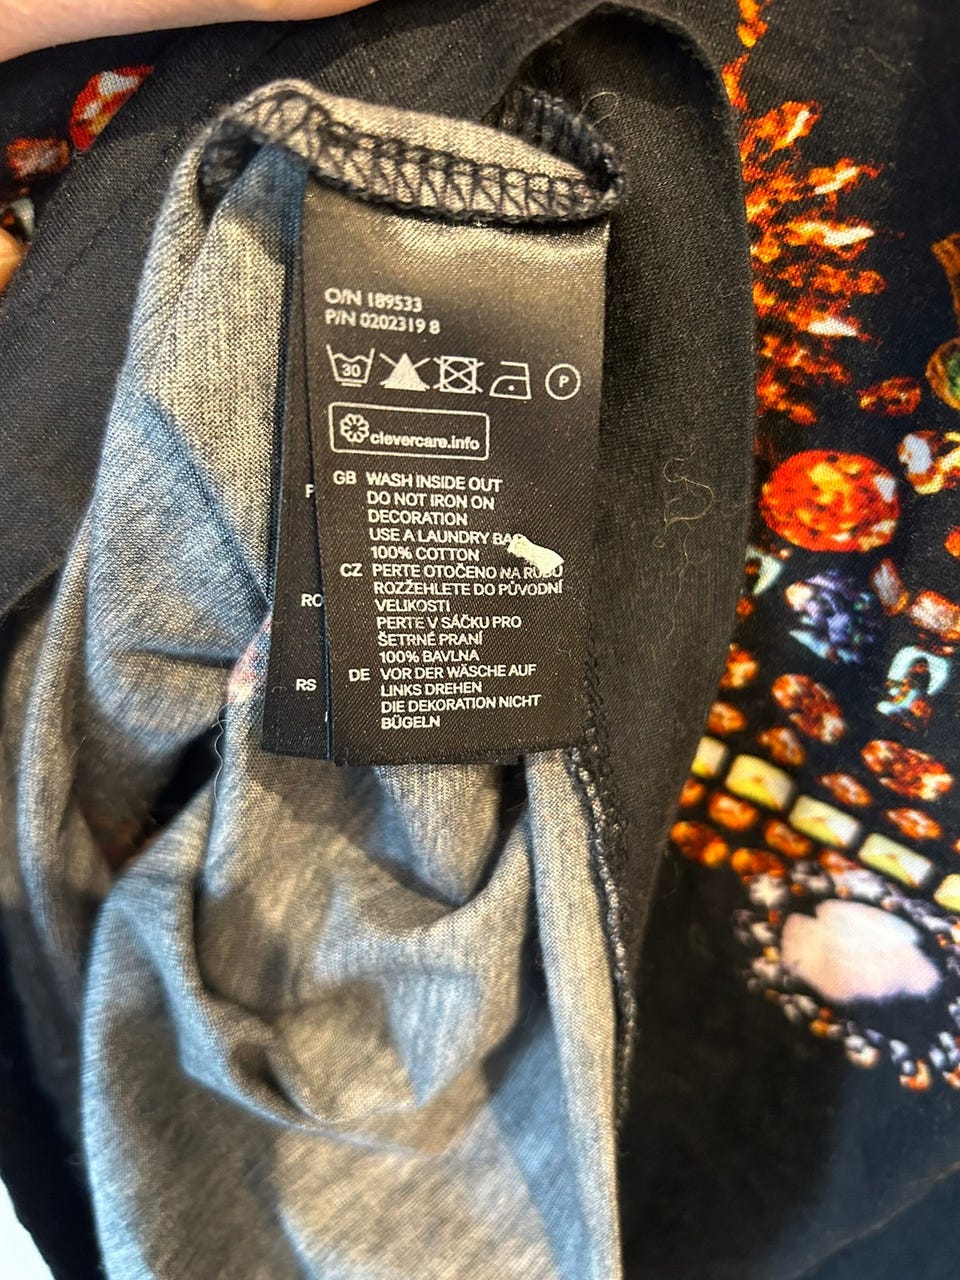 O/N 189533
P/N 0202319 8
30
P
clevercare.info
GB WASH INSIDE OUT
DO NOT IRON ON
DECORATION
USE A LAUNDRY BAG
100% COTTON
CZ PERTE OTOČENO NA RUBU
ROZŽEHLETE DO PŮVODNÍ
VELIKOSTI
PERTE V SÁČKU PRO
ŠETRNÉ PRANÍ
100% BAVLNA
DE VOR DER WÄSCHE AUF
LINKS DREHEN
DIE DEKORATION NICHT
BÜGELN
RO
RS